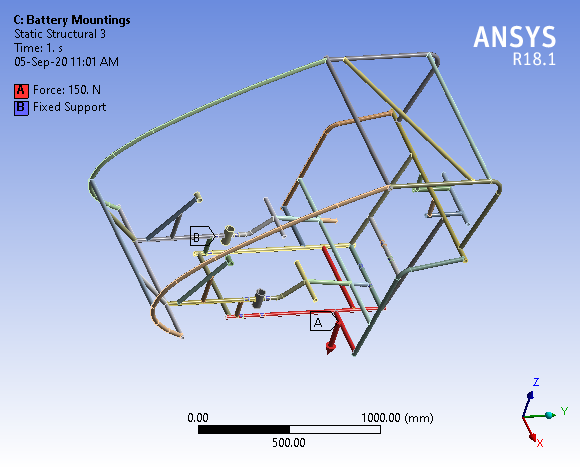 C: Battery Mountings
Static Structural 3
Time: 1. s
05-Sep-20 11:01 AM
A Force: 150. N
B Fixed Support
ANSYS
R18.1
B
A
0.00 1000.00 (mm)
500.00
Z
Y
X